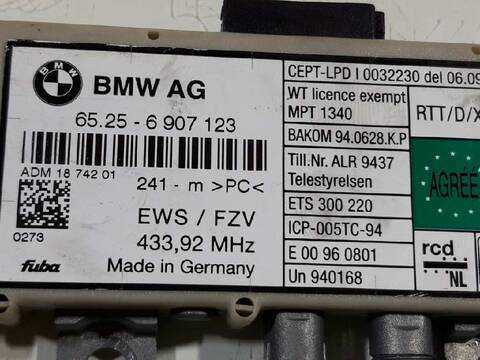 BMW
BMW AG
65.25 - 6 907 123
ADM 18 742 01
241 - m >PC<
EWS / FZV
433,92 MHz
0273
fuba
Made in Germany
CEPT-LPD I 0032230 del 06.09
WT licence exempt
MPT 1340
BAKOM 94.0628.K.P
Till.Nr. ALR 9437
Telestyrelsen
ETS 300 220
ICP-005TC-94
E 00 96 0801
Un 940168
RTT/D/X
AGRÉÉ
rcd
NL